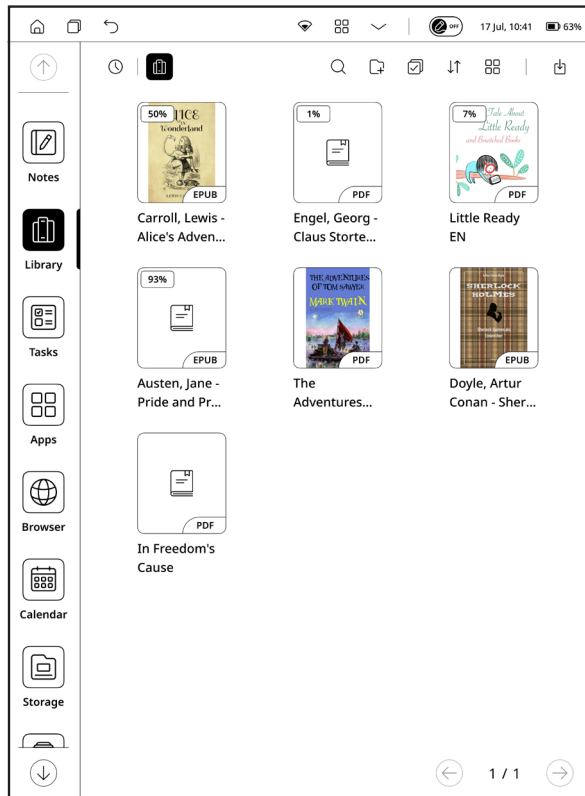 OFF
17 Jul, 10:41
63%
Notes
Library
Tasks
Apps
Browser
Calendar
Storage
50%
ALICE
IN
Wonderland
EPUB
Carroll, Lewis -
Alice's Adven...
1%
PDF
Engel, Georg -
Claus Storte...
7%
Tale About
Little Ready
and Bewitched Books
PDF
Little Ready
EN
93%
EPUB
Austen, Jane -
Pride and Pr...
THE ADVENTURES
OF TOM SAWYER
MARK TWAIN
PDF
The
Adventures...
SHERLOCK
HOLMES
EPUB
Doyle, Artur
Conan - Sher...
PDF
In Freedom's
Cause
1 / 1